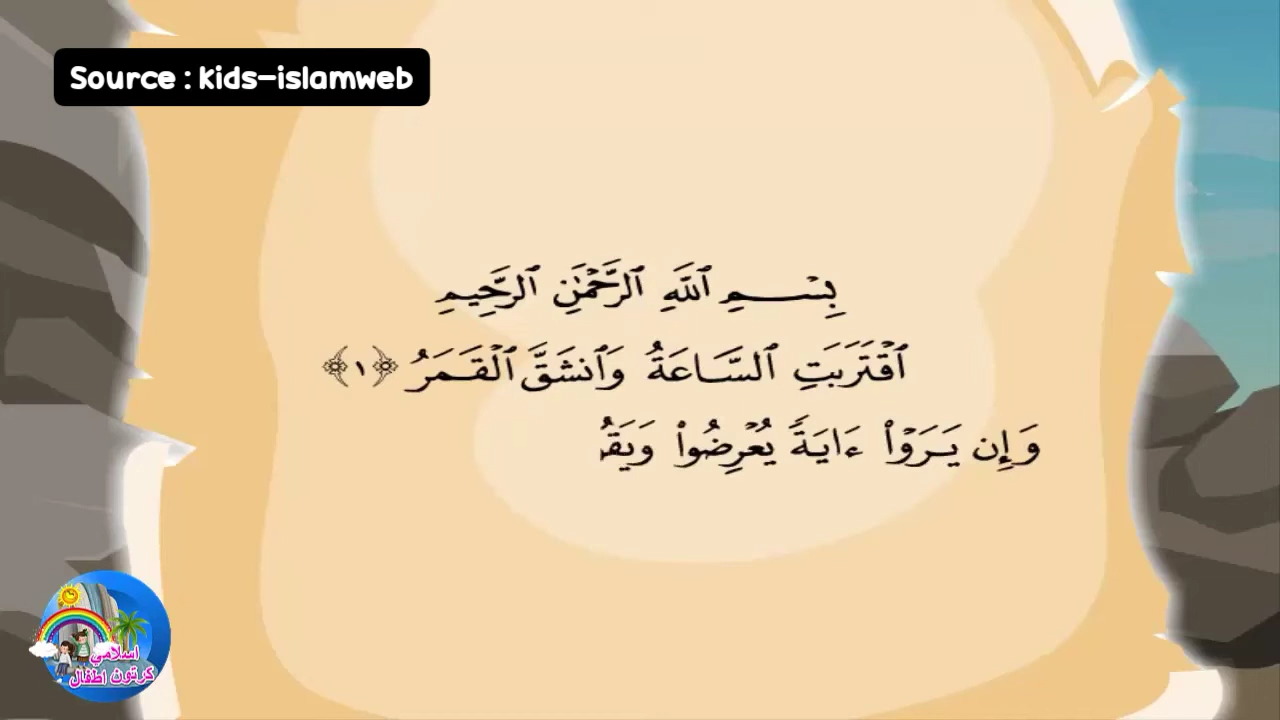 Source : kids-islamweb
بِسْمِ ٱللَّهِ ٱلرَّحْمَٰنِ ٱلرَّحِيمِ
ٱقْتَرَبَتِ ٱلسَّاعَةُ وَٱنشَقَّ ٱلْقَمَرُ ﴿١﴾
وَإِن يَرَوْا۟ ءَايَةً يُعْرِضُوا۟ وَيَقُ
اسلامي
كرتون اطفال